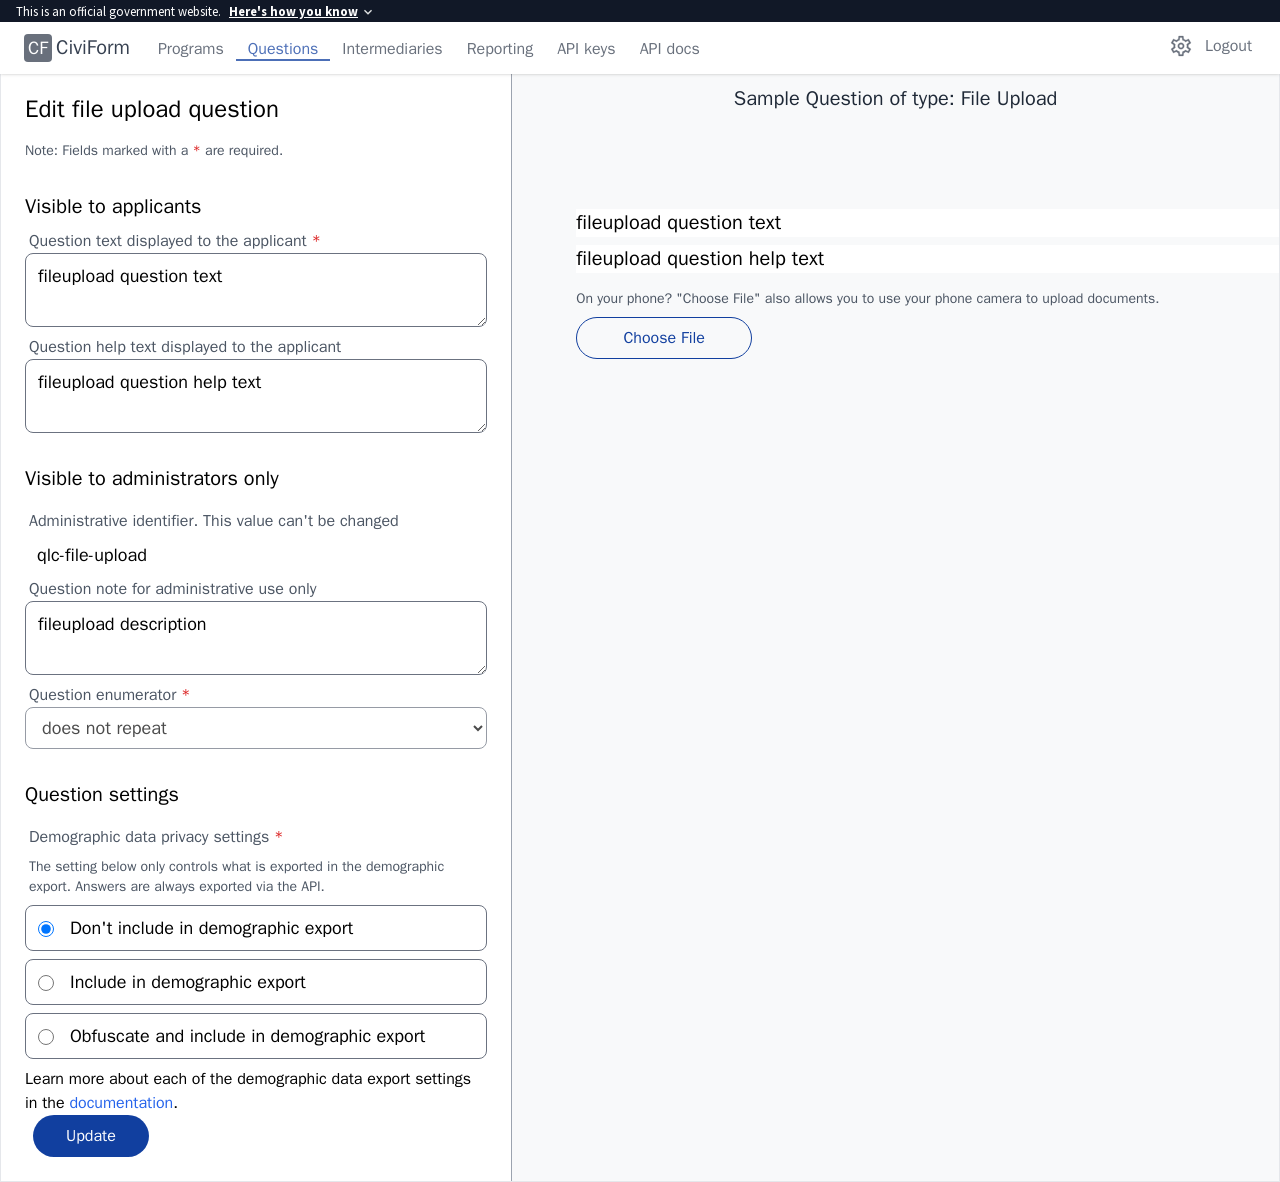 This is an official government website. Here's how you know
CF CiviForm Programs Questions Intermediaries Reporting API keys API docs Logout
Edit file upload question
Note: Fields marked with a * are required.
Visible to applicants
Question text displayed to the applicant *
fileupload question text
Question help text displayed to the applicant
fileupload question help text
Visible to administrators only
Administrative identifier. This value can't be changed
qlc-file-upload
Question note for administrative use only
fileupload description
Question enumerator *
does not repeat
Question settings
Demographic data privacy settings *
The setting below only controls what is exported in the demographic
export. Answers are always exported via the API.
Don't include in demographic export
Include in demographic export
Obfuscate and include in demographic export
Learn more about each of the demographic data export settings
in the documentation.
Update
Sample Question of type: File Upload
fileupload question text
fileupload question help text
On your phone? "Choose File" also allows you to use your phone camera to upload documents.
Choose File